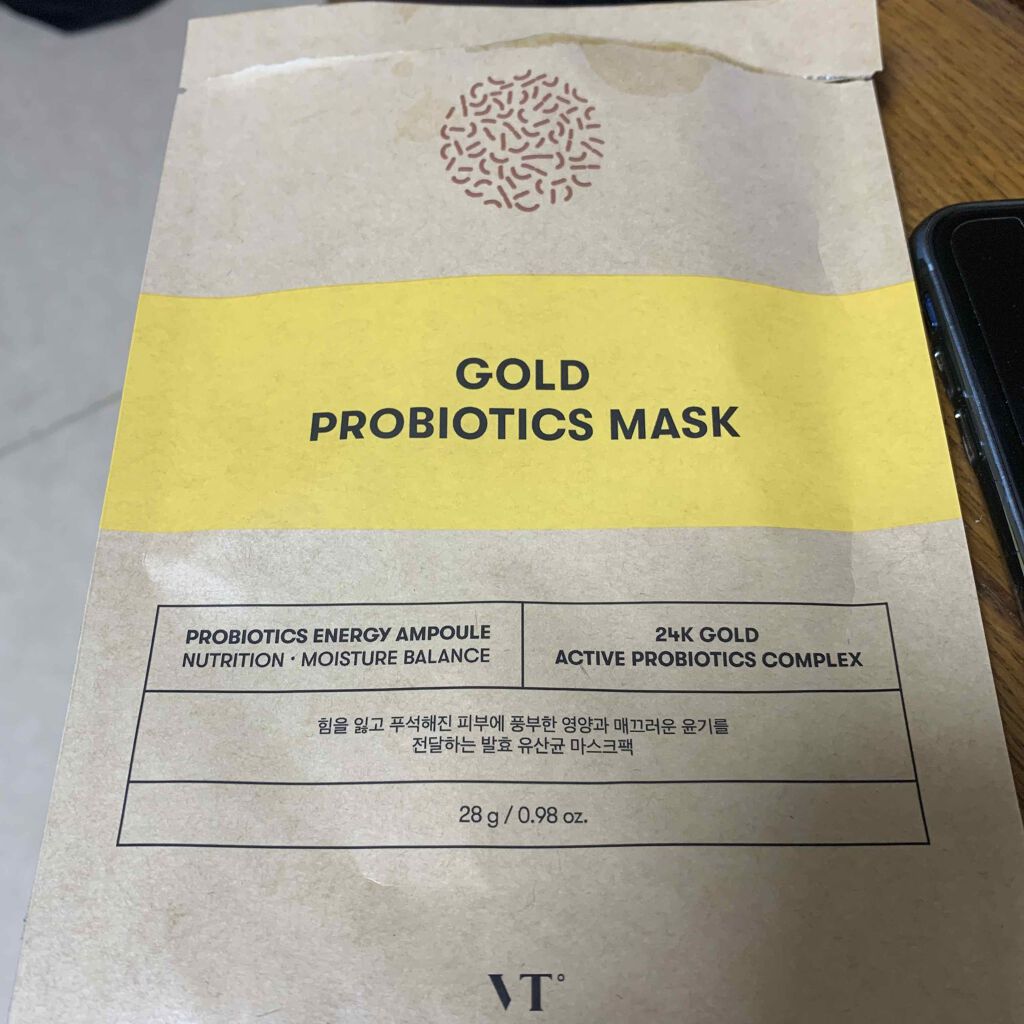 GOLD
PROBIOTICS MASK
PROBIOTICS ENERGY AMPOULE
NUTRITION · MOISTURE BALANCE
24K GOLD
ACTIVE PROBIOTICS COMPLEX
힘을 잃고 푸석해진 피부에 풍부한 영양과 매끄러운 윤기를
전달하는 발효 유산균 마스크팩
28 g / 0.98 oz.
VT°